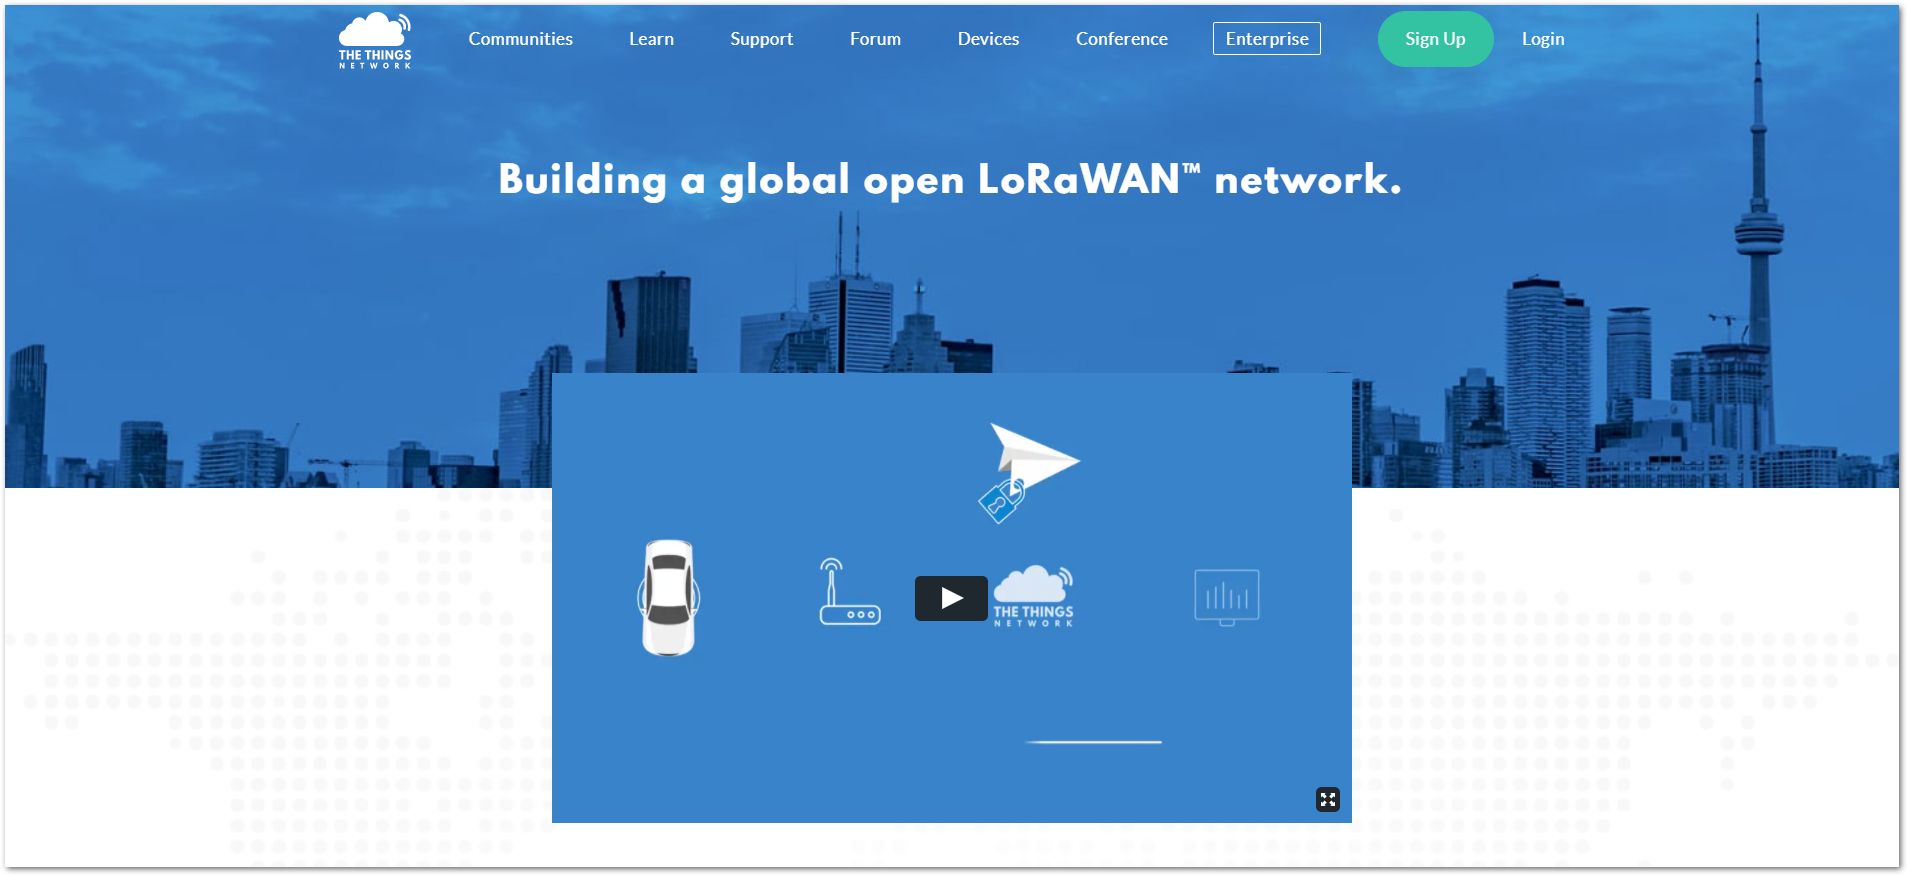 THE THINGS
NETWORK
Communities
Learn
Support
Forum
Devices
Conference
Enterprise
Sign Up
Login
Building a global open LoRaWAN™ network.
THE THINGS
NETWORK